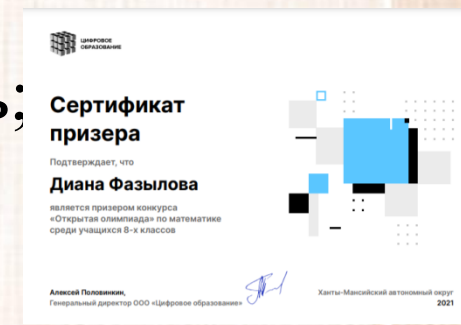 ь;
ЦИФРОВОЕ
ОБРАЗОВАНИЕ
Сертификат
призера
Подтверждает, что
Диана Фазылова
является призером конкурса
«Открытая олимпиада» по математике
среди учащихся 8-х классов
Алексей Половинкин,
Генеральный директор ООО «Цифровое образование»
Ханты-Мансийский автономный округ
2021